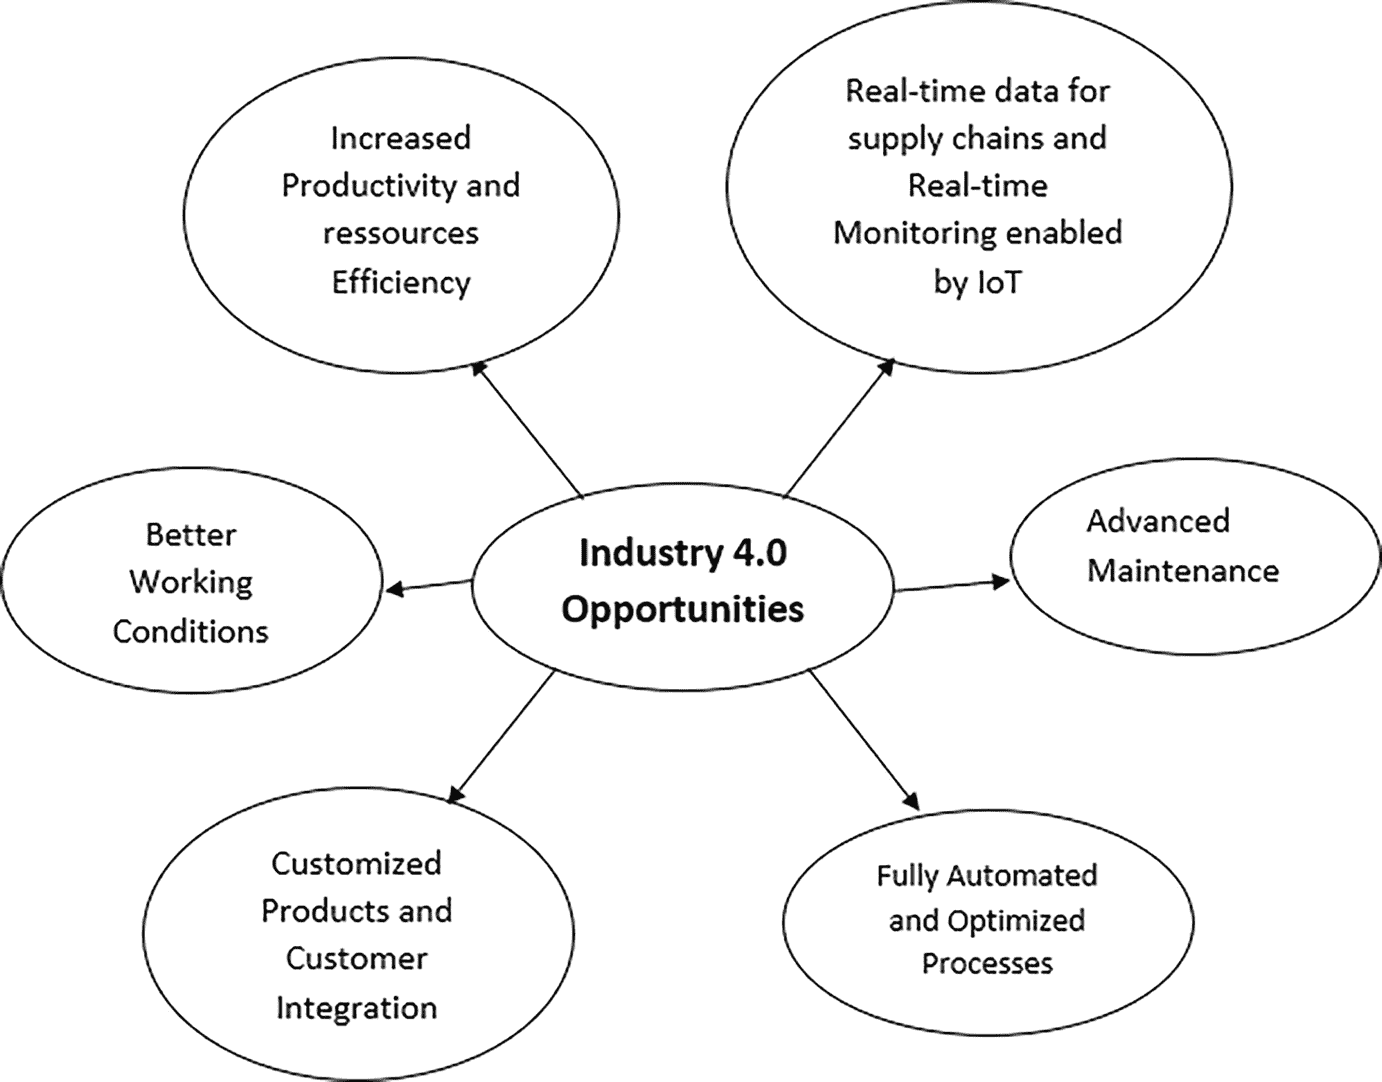 Increased
Productivity and
ressources
Efficiency
Real-time data for
supply chains and
Real-time
Monitoring enabled
by IoT
Better
Working
Conditions
Industry 4.0
Opportunities
Advanced
Maintenance
Customized
Products and
Customer
Integration
Fully Automated
and Optimized
Processes